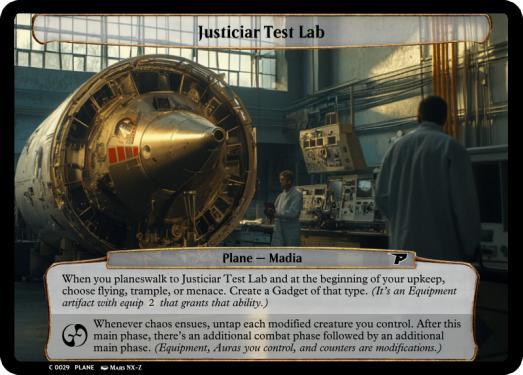 Justiciar Test Lab
Plane — Madia
When you planeswalk to Justiciar Test Lab and at the beginning of your upkeep,
choose flying, trample, or menace. Create a Gadget of that type. (It's an Equipment
artifact with equip 2 that grants that ability.)
Whenever chaos ensues, untap each modified creature you control. After this
main phase, there's an additional combat phase followed by an additional
main phase. (Equipment, Auras you control, and counters are modifications.)
C 0029 PLANE Mars NX-Z